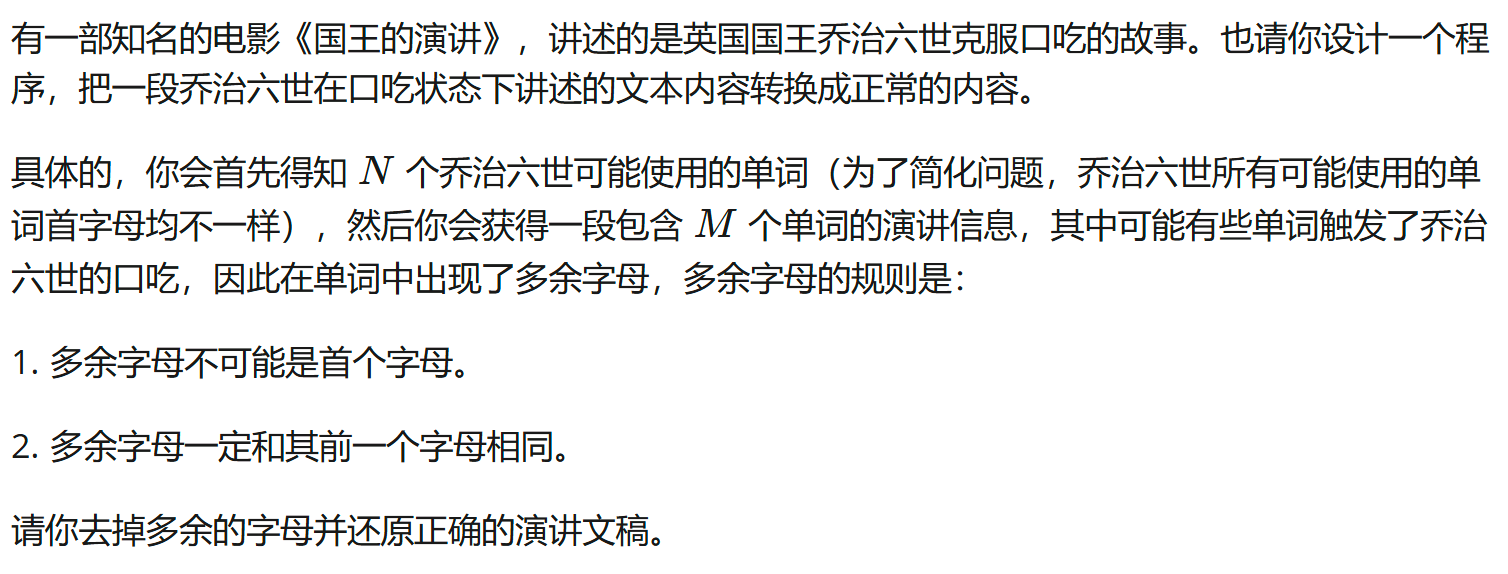 有一部知名的电影《国王的演讲》，讲述的是英国国王乔治六世克服口吃的故事。也请你设计一个程
序，把一段乔治六世在口吃状态下讲述的文本内容转换成正常的内容。
具体的，你会首先得知 N 个乔治六世可能使用的单词（为了简化问题，乔治六世所有可能使用的单
词首字母均不一样），然后你会获得一段包含 M 个单词的演讲信息，其中可能有些单词触发了乔治
六世的口吃，因此在单词中出现了多余字母，多余字母的规则是：
1. 多余字母不可能是首个字母。
2. 多余字母一定和其前一个字母相同。
请你去掉多余的字母并还原正确的演讲文稿。